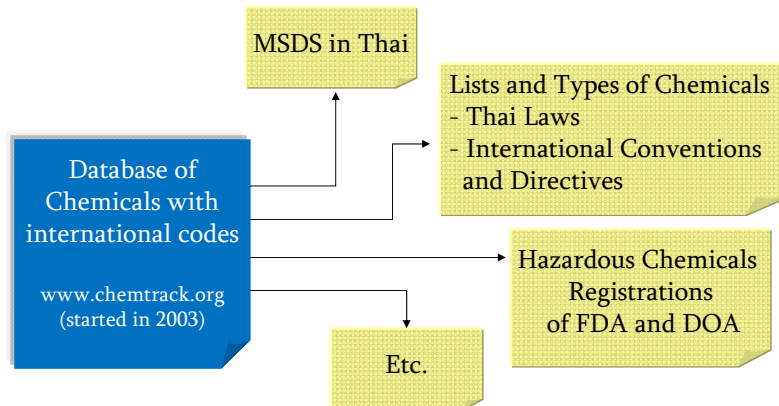 MSDS in Thai
Lists and Types of Chemicals
- Thai Laws
- International Conventions
and Directives
Database of
Chemicals with
international codes
www.chemtrack.org
(started in 2003)
Hazardous Chemicals
Registrations
of FDA and DOA
Etc.